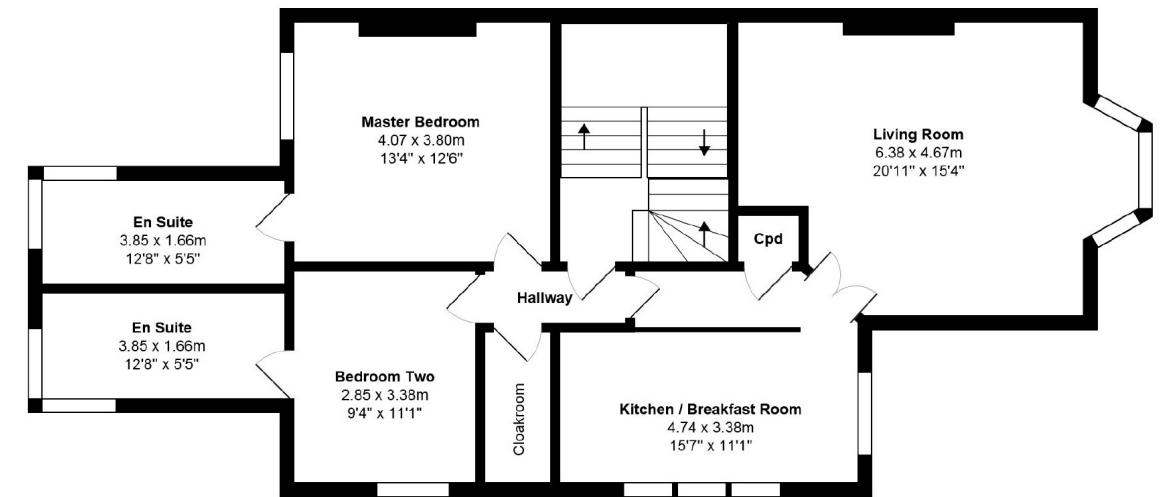 Master Bedroom
4.07 x 3.80m
13'4" x 12'6"
Living Room
6.38 x 4.67m
20'11" x 15'4"
En Suite
3.85 x 1.66m
12'8" x 5'5"
Cpd
Hallway
En Suite
3.85 x 1.66m
12'8" x 5'5"
Bedroom Two
2.85 x 3.38m
9'4" x 11'1"
Cloakroom
Kitchen / Breakfast Room
4.74 x 3.38m
15'7" x 11'1"